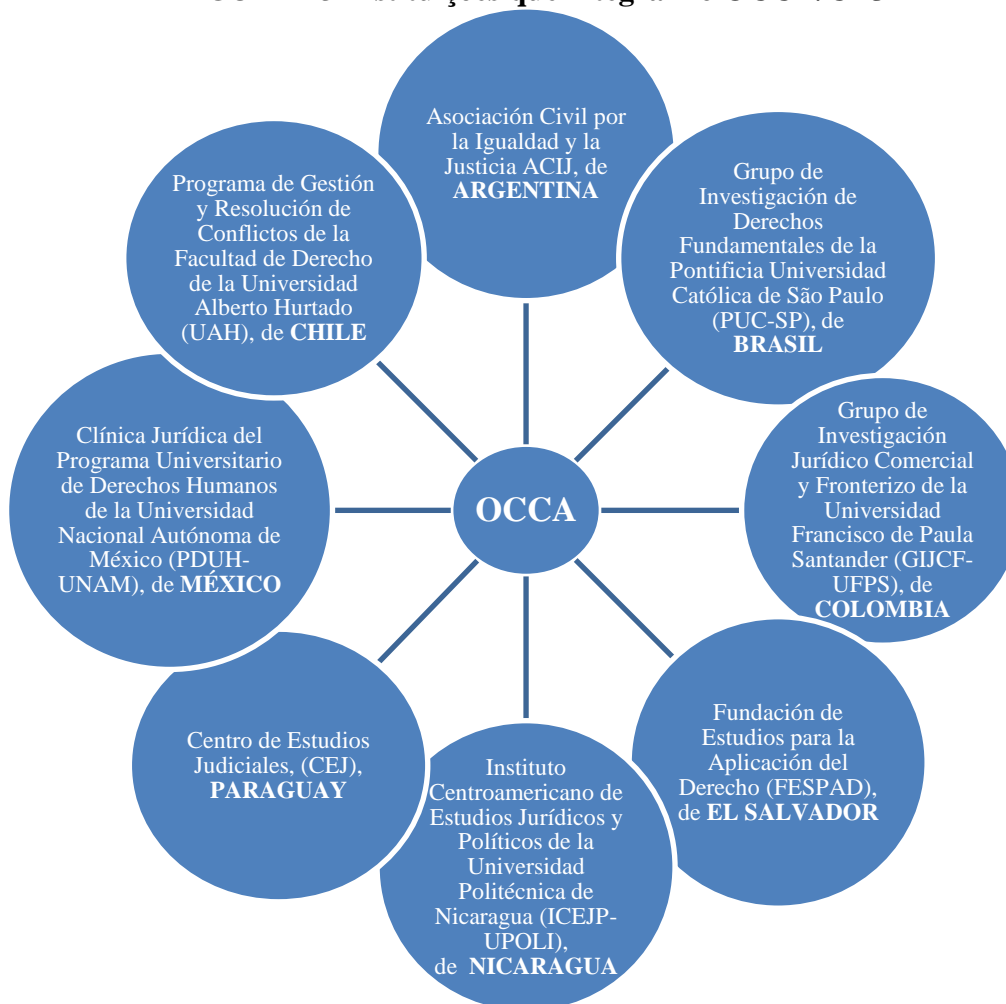 Instituições que integram o
Asociación Civil por
la Igualdad y la
Justicia ACIJ, de
ARGENTINA
Grupo de
Investigación de
Derechos
Fundamentales de la
Pontificia Universidad
Católica de São Paulo
(PUC-SP), de
BRASIL
Grupo de
Investigación
Jurídico Comercial
y Fronterizo de la
Universidad
Francisco de Paula
Santander (GIJCF-
UFPS), de
COLOMBIA
Fundación de
Estudios para la
Aplicación del
Derecho (FESPAD),
de EL SALVADOR
Instituto
Centroamericano de
Estudios Jurídicos y
Políticos de la
Universidad
Politécnica de
Nicaragua (ICEJP-
UPOLI),
de NICARAGUA
Centro de Estudios
Judiciales, (CEJ),
PARAGUAY
Clínica Jurídica del
Programa Universitario
de Derechos Humanos
de la Universidad
Nacional Autónoma de
México (PDUH-
UNAM), de MÉXICO
Programa de Gestión
y Resolución de
Conflictos de la
Facultad de Derecho
de la Universidad
Alberto Hurtado
(UAH), de CHILE
OCCA